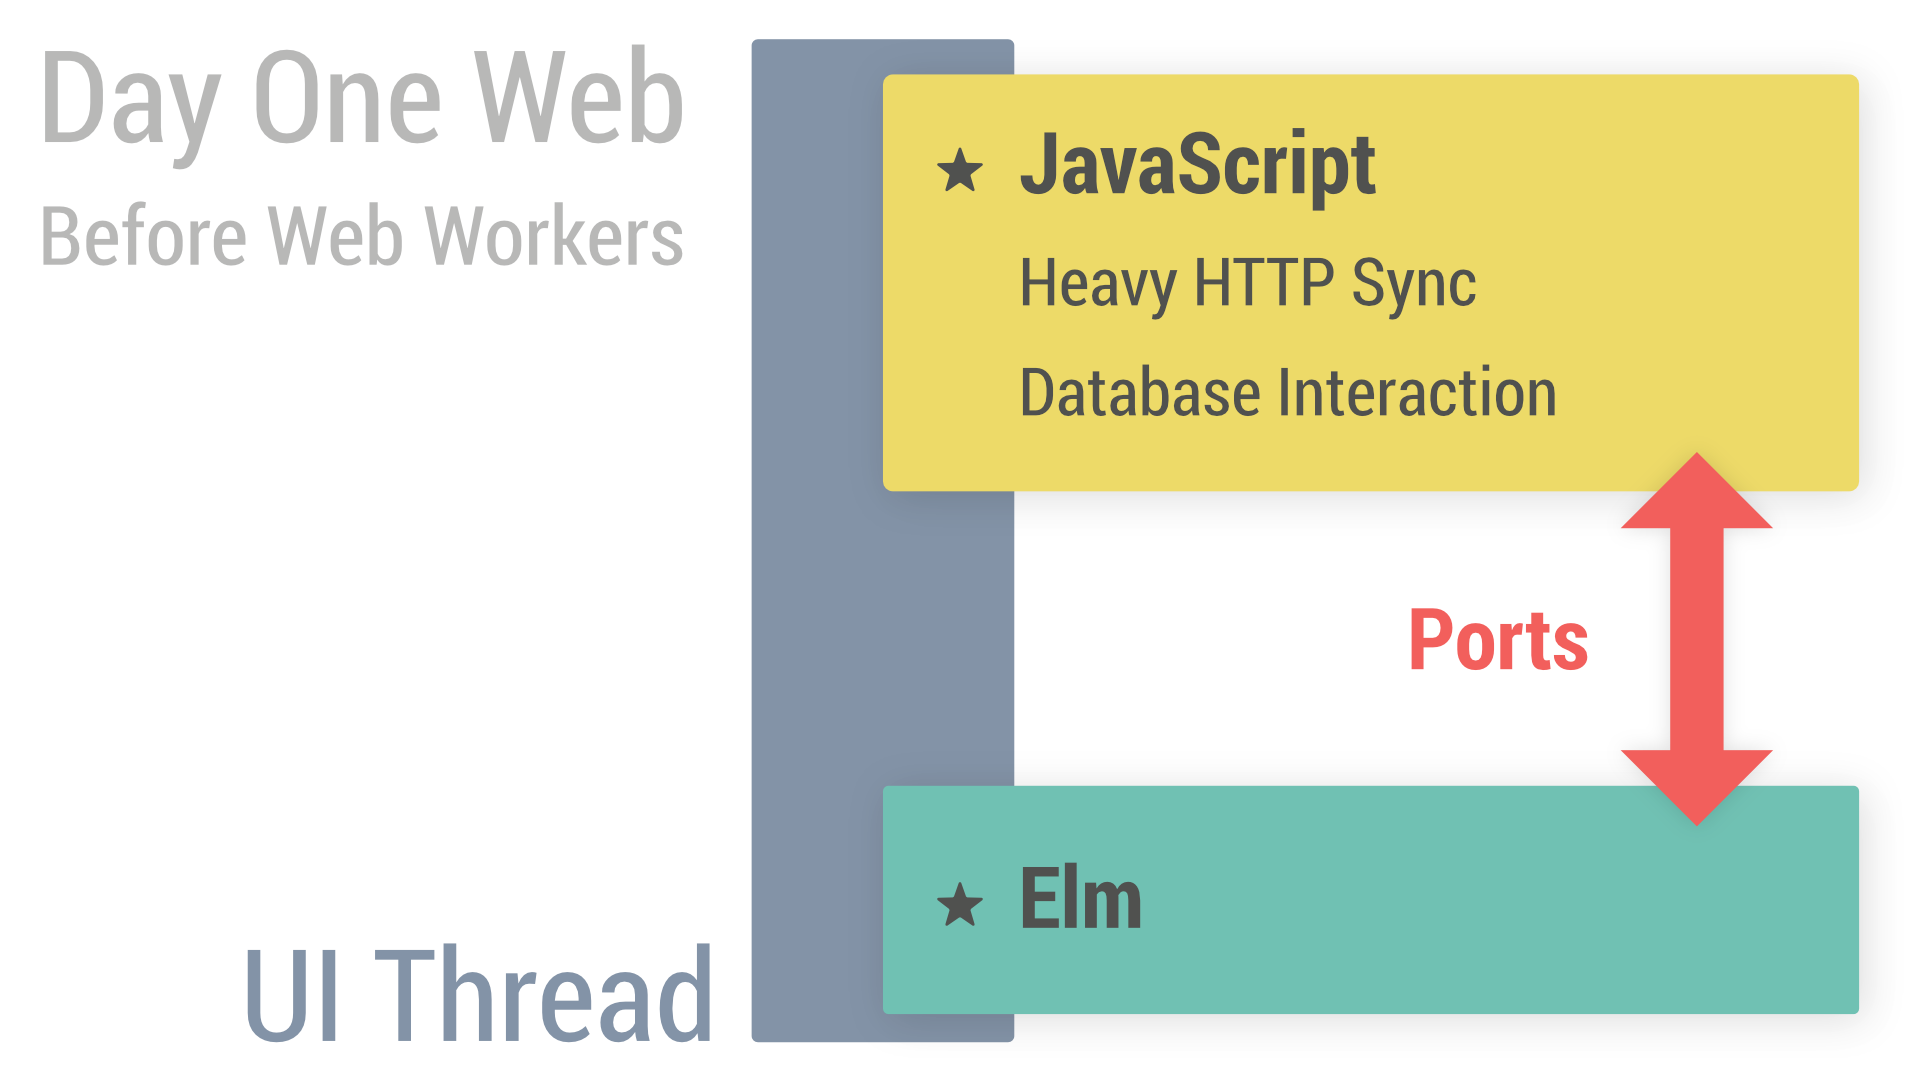 Day One Web
Before Web Workers
★ JavaScript
Heavy HTTP Sync
Database Interaction
Ports
★ Elm
UI Thread